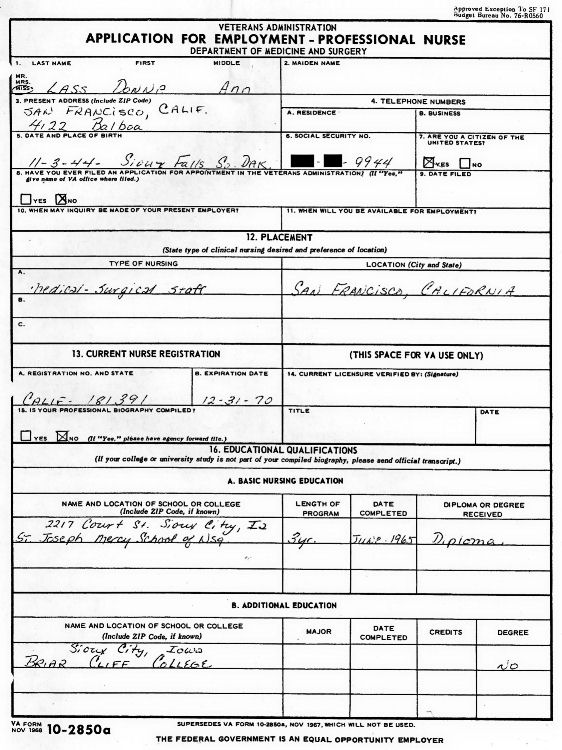 Approved Exception To SF 171
Budget Bureau No. 76-R0560
VETERANS ADMINISTRATION
APPLICATION FOR EMPLOYMENT - PROFESSIONAL NURSE
DEPARTMENT OF MEDICINE AND SURGERY
1. LAST NAME FIRST MIDDLE 2. MAIDEN NAME
MR.
MRS.
MISS
LASS Donna Ann
3. PRESENT ADDRESS (Include ZIP Code) 4. TELEPHONE NUMBERS
SAN FRANCISCO, CALIF.
4122 Balboa
A. RESIDENCE B. BUSINESS
5. DATE AND PLACE OF BIRTH 6. SOCIAL SECURITY NO. 7. ARE YOU A CITIZEN OF THE UNITED STATES?
11-3-44- Sioux Falls So. DAK. - - 9944 YES NO
8. HAVE YOU EVER FILED AN APPLICATION FOR APPOINTMENT IN THE VETERANS ADMINISTRATION? (If "Yes," give name of VA office where filed.) 9. DATE FILED
YES NO
10. WHEN MAY INQUIRY BE MADE OF YOUR PRESENT EMPLOYER? 11. WHEN WILL YOU BE AVAILABLE FOR EMPLOYMENT?
12. PLACEMENT
(State type of clinical nursing desired and preference of location)
TYPE OF NURSING LOCATION (City and State)
A.
Medical-Surgical staff SAN FRANCISCO, CALIFORNIA
B.
C.
13. CURRENT NURSE REGISTRATION (THIS SPACE FOR VA USE ONLY)
A. REGISTRATION NO. AND STATE B. EXPIRATION DATE 14. CURRENT LICENSURE VERIFIED BY: (Signature)
CALIF- 181391 12-31-70
15. IS YOUR PROFESSIONAL BIOGRAPHY COMPILED? TITLE DATE
YES NO (If "Yes," please have agency forward file.)
16. EDUCATIONAL QUALIFICATIONS
(If your college or university study is not part of your compiled biography, please send official transcript.)
A. BASIC NURSING EDUCATION
NAME AND LOCATION OF SCHOOL OR COLLEGE (Include ZIP Code, if known) LENGTH OF PROGRAM DATE COMPLETED DIPLOMA OR DEGREE RECEIVED
2217 Court St. Sioux City, Ia
St. Joseph Mercy School of Nsg. 3yr. June-1965 Diploma
B. ADDITIONAL EDUCATION
NAME AND LOCATION OF SCHOOL OR COLLEGE (Include ZIP Code, if known) MAJOR DATE COMPLETED CREDITS DEGREE
Sioux City, Iowa
BRIAR CLIFF COLLEGE NO
VA FORM NOV 1968 10-2850a
SUPERSEDES VA FORM 10-2850a, NOV 1967, WHICH WILL NOT BE USED.
THE FEDERAL GOVERNMENT IS AN EQUAL OPPORTUNITY EMPLOYER